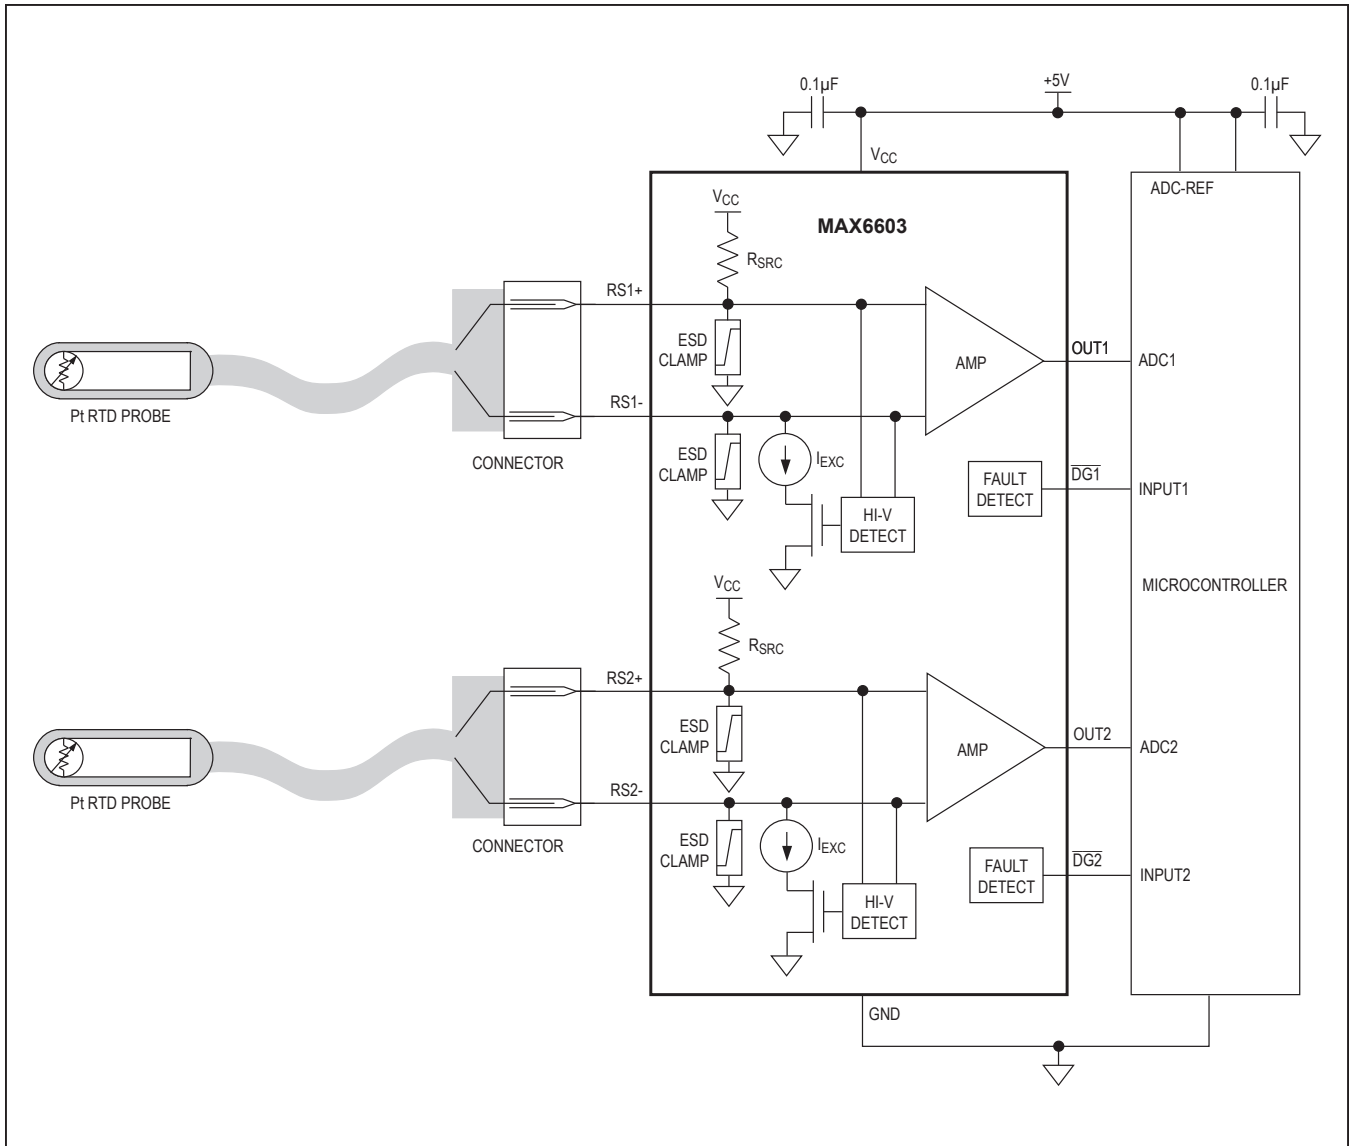 0.1µF
+5V
0.1µF
VCC
ADC-REF
VCC
MAX6603
RSRC
RS1+
ESD
CLAMP
AMP
OUT1
ADC1
Pt RTD PROBE
RS1-
ESD
CLAMP
IEXC
CONNECTOR
HI-V
DETECT
FAULT
DETECT
DG1
INPUT1
VCC
MICROCONTROLLER
RSRC
RS2+
ESD
CLAMP
AMP
OUT2
ADC2
Pt RTD PROBE
RS2-
ESD
CLAMP
IEXC
CONNECTOR
HI-V
DETECT
FAULT
DETECT
DG2
INPUT2
GND